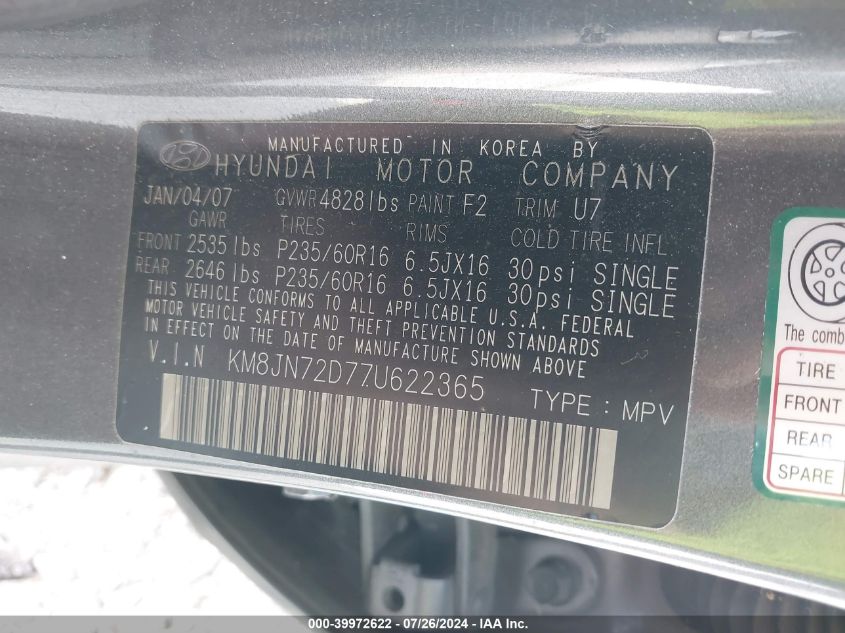 MANUFACTURED IN KOREA BY
HYUNDAI MOTOR COMPANY
JAN/04/07 GVWR 4828 lbs PAINT F2 TRIM U7
GAWR TIRES RIMS COLD TIRE INFL
FRONT 2535 lbs P235/60R16 6.5JX16 30psi SINGLE
REAR 2646 lbs P235/60R16 6.5JX16 30psi SINGLE
THIS VEHICLE CONFORMS TO ALL APPLICABLE U.S.A. FEDERAL
MOTOR VEHICLE SAFETY AND THEFT PREVENTION STANDARDS
IN EFFECT ON THE DATE OF MANUFACTURE SHOWN ABOVE
V.I.N KM8JN72D77U622365 TYPE : MPV
The comb
TIRE
FRONT
REAR
SPARE
000-39972622 - 07/26/2024 - © IAA Holdings, LLC.